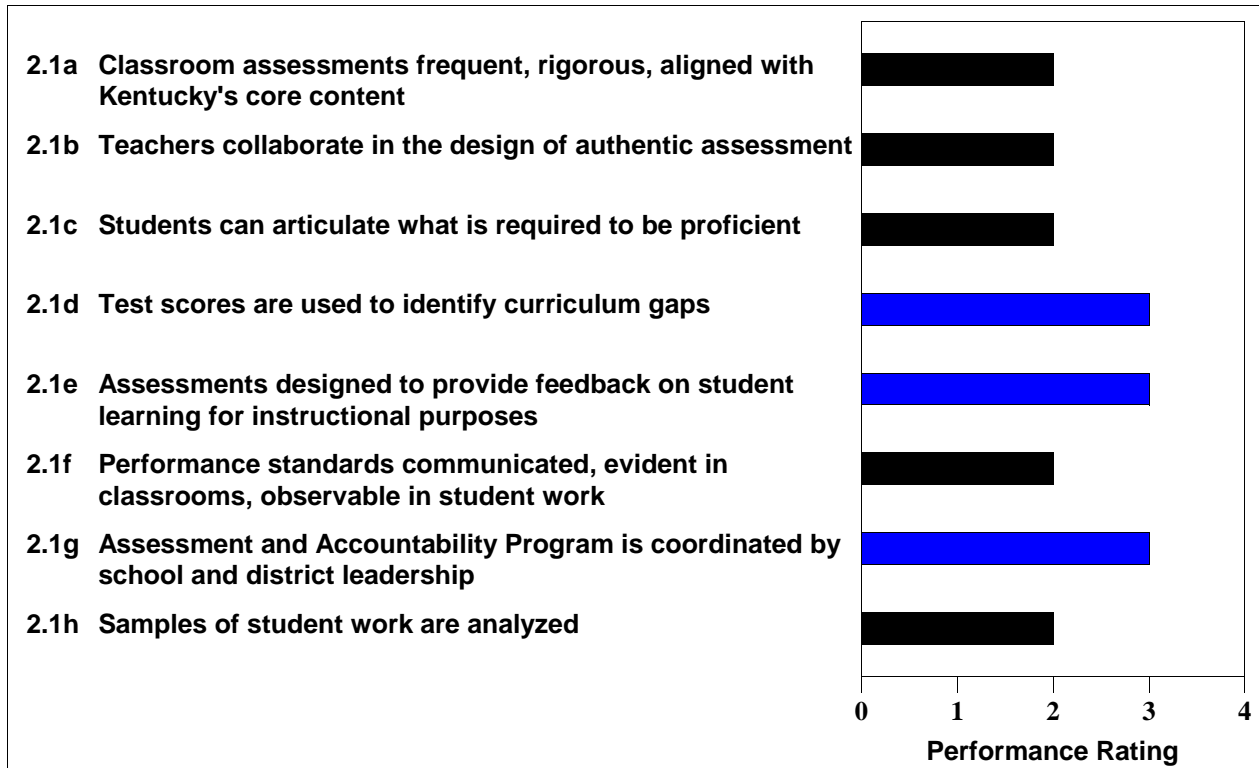 2.1a Classroom assessments frequent, rigorous, aligned with
Kentucky's core content
2.1b Teachers collaborate in the design of authentic assessment
2.1c Students can articulate what is required to be proficient
2.1d Test scores are used to identify curriculum gaps
2.1e Assessments designed to provide feedback on student
learning for instructional purposes
2.1f Performance standards communicated, evident in
classrooms, observable in student work
2.1g Assessment and Accountability Program is coordinated by
school and district leadership
2.1h Samples of student work are analyzed
0 1 2 3 4
Performance Rating